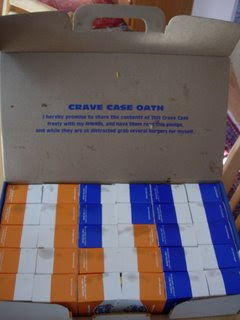 CRAVE CASE OATH
I hereby promise to share the contents of this Crave Case
freely with my friends, and have them read this pledge,
and while they are so distracted grab several burgers for myself.